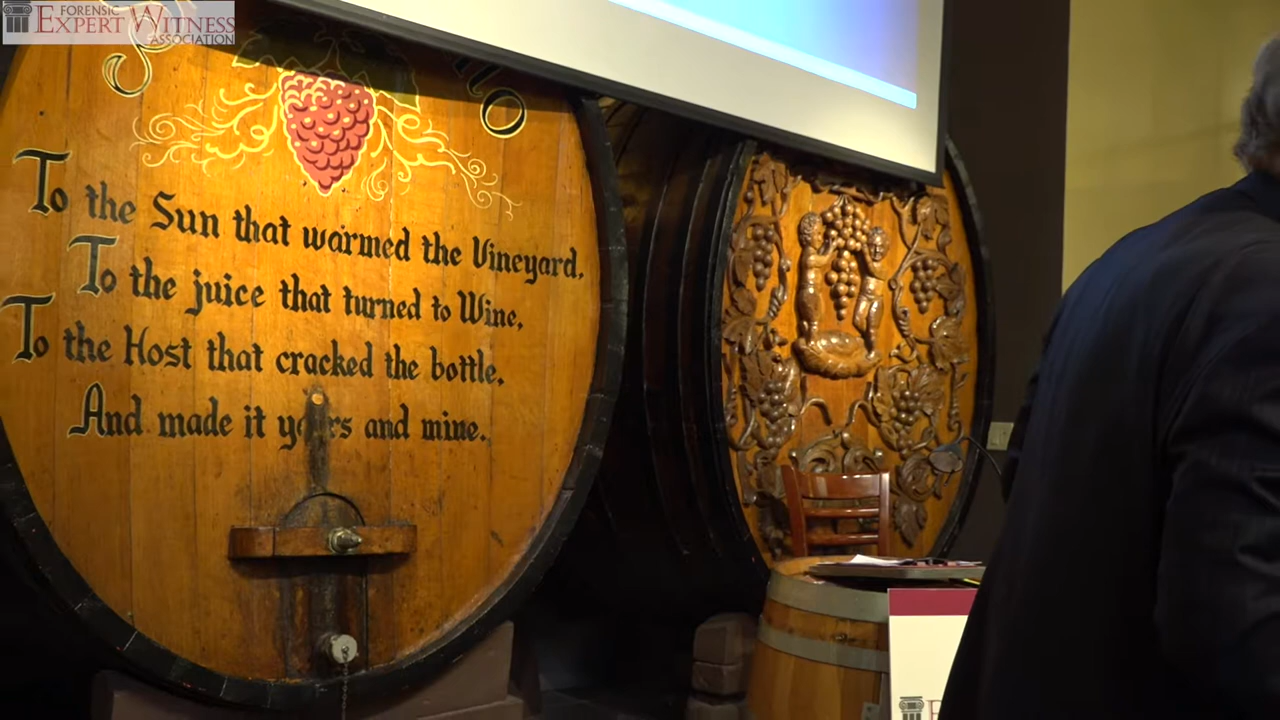 FORENSIC
EXPERT WITNESS
ASSOCIATION
To the Sun that warmed the Vineyard,
To the juice that turned to Wine,
To the Host that cracked the bottle,
And made it yours and mine.